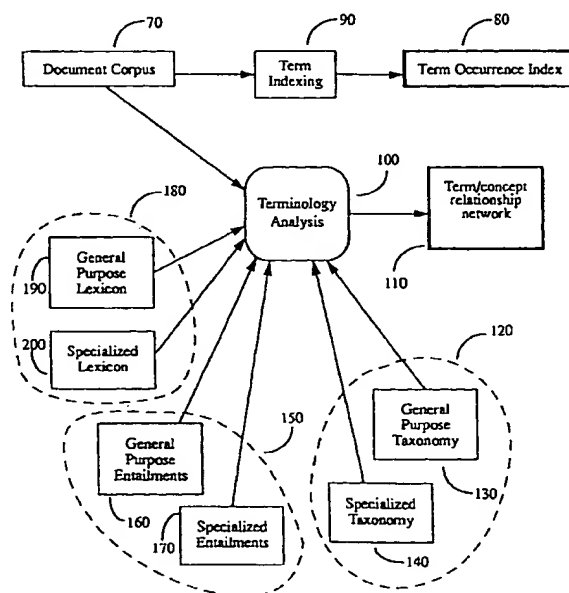 70
90
80
Document Corpus
Term
Indexing
Term Occurrence Index
180
100
Terminology
Analysis
Term/concept
relationship
network
110
General
Purpose
Lexicon
190
200
Specialized
Lexicon
120
General
Purpose
Taxonomy
130
Specialized
Taxonomy
140
150
General
Purpose
Entailments
160
170
Specialized
Entailments